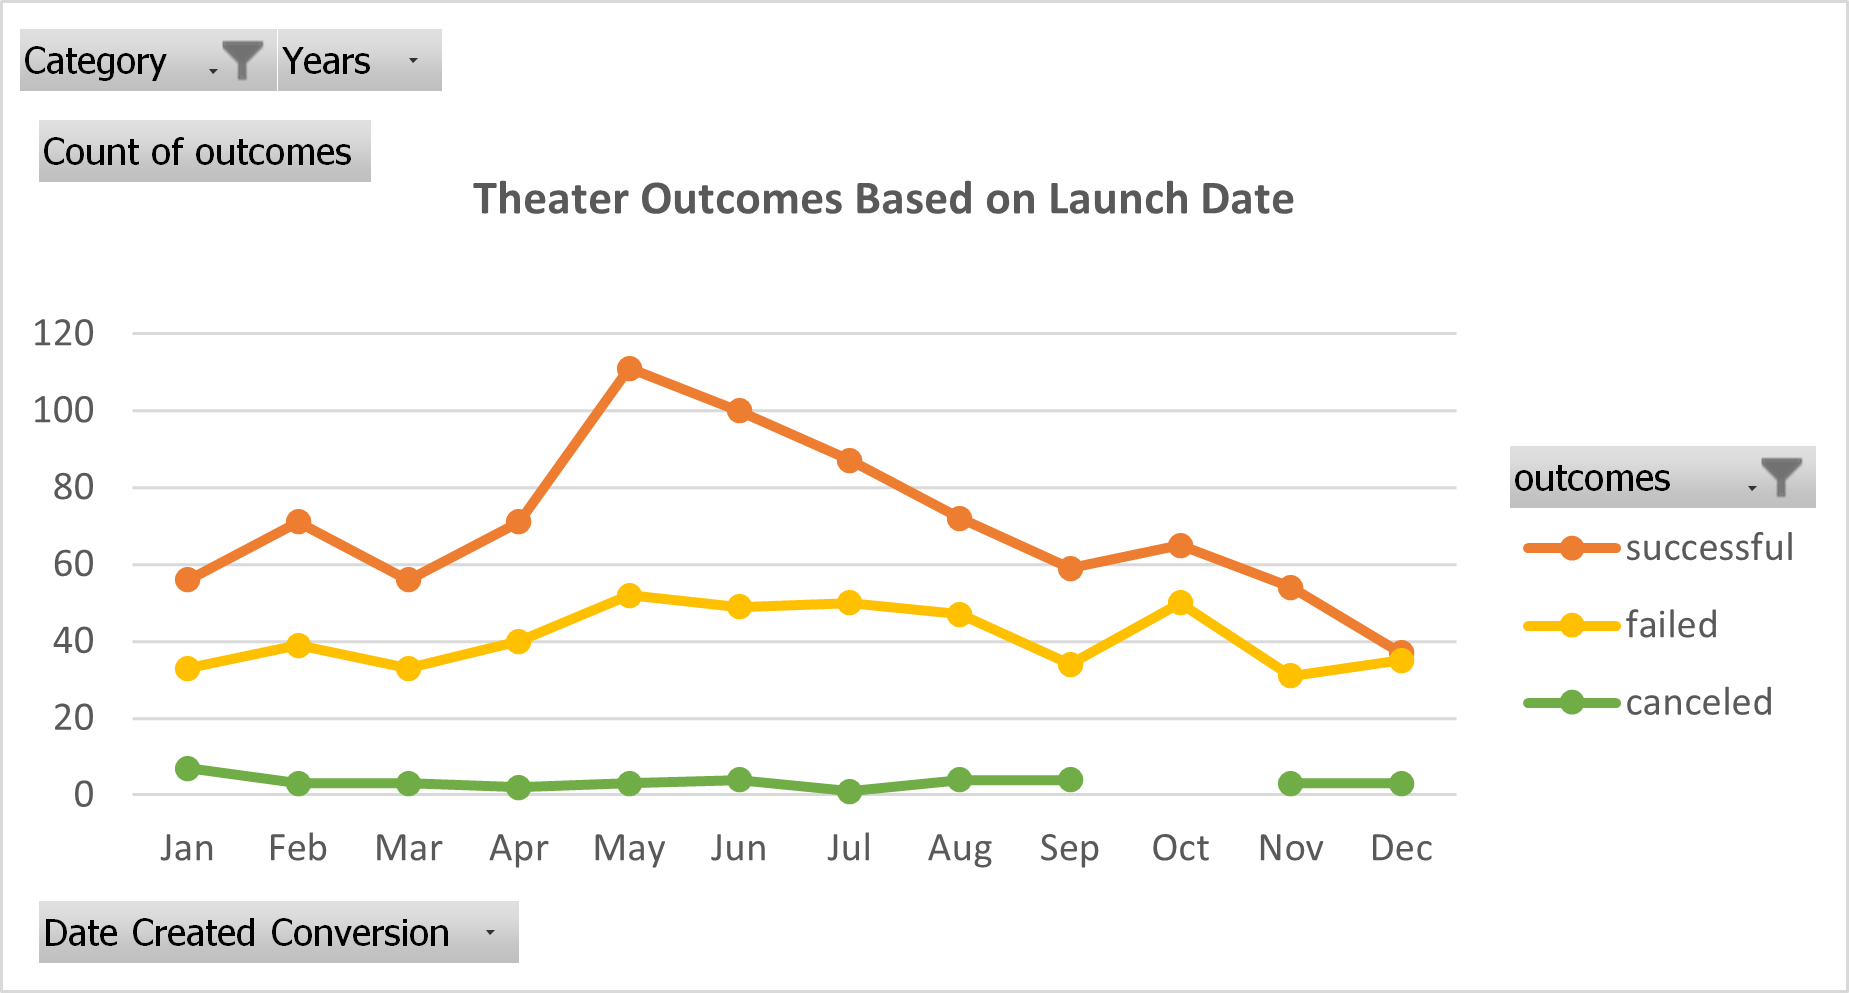 Category Years
Count of outcomes
Theater Outcomes Based on Launch Date
120
100
80
60
40
20
0
Jan Feb Mar Apr May Jun Jul Aug Sep Oct Nov Dec
outcomes
successful
failed
canceled
Date Created Conversion